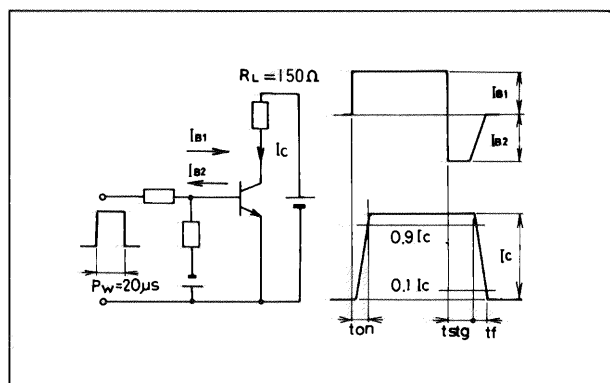 RL=150Ω
IB1
IB2
Ic
Pw=20μs
IB1
IB2
0.9 Ic
0.1 Ic
Ic
ton
tstg
tf